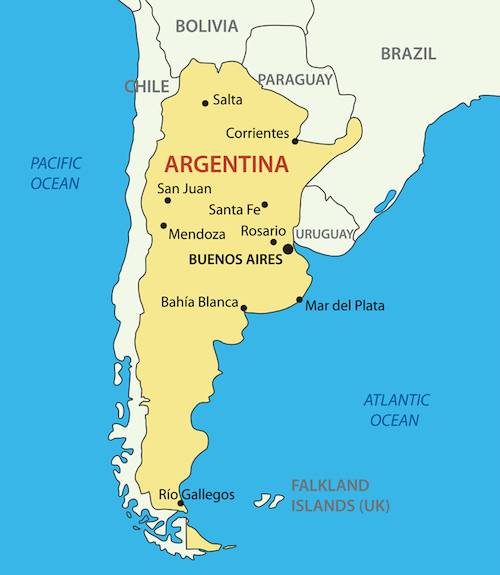 BOLIVIA
BRAZIL
PARAGUAY
CHILE
Salta
Corrientes
PACIFIC
OCEAN
ARGENTINA
San Juan
Santa Fe
Mendoza
Rosario
URUGUAY
BUENOS AIRES
Bahía Blanca
Mar del Plata
ATLANTIC
OCEAN
Río Gallegos
FALKLAND
ISLANDS (UK)